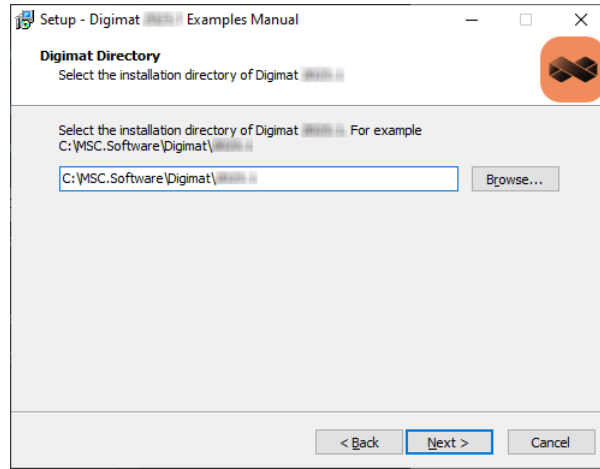 Setup - Digimat Examples Manual
Digimat Directory
Select the installation directory of Digimat
Select the installation directory of Digimat . For example
C:\MSC.Software\Digimat\
C:\MSC.Software\Digimat\
Browse...
< Back
Next >
Cancel